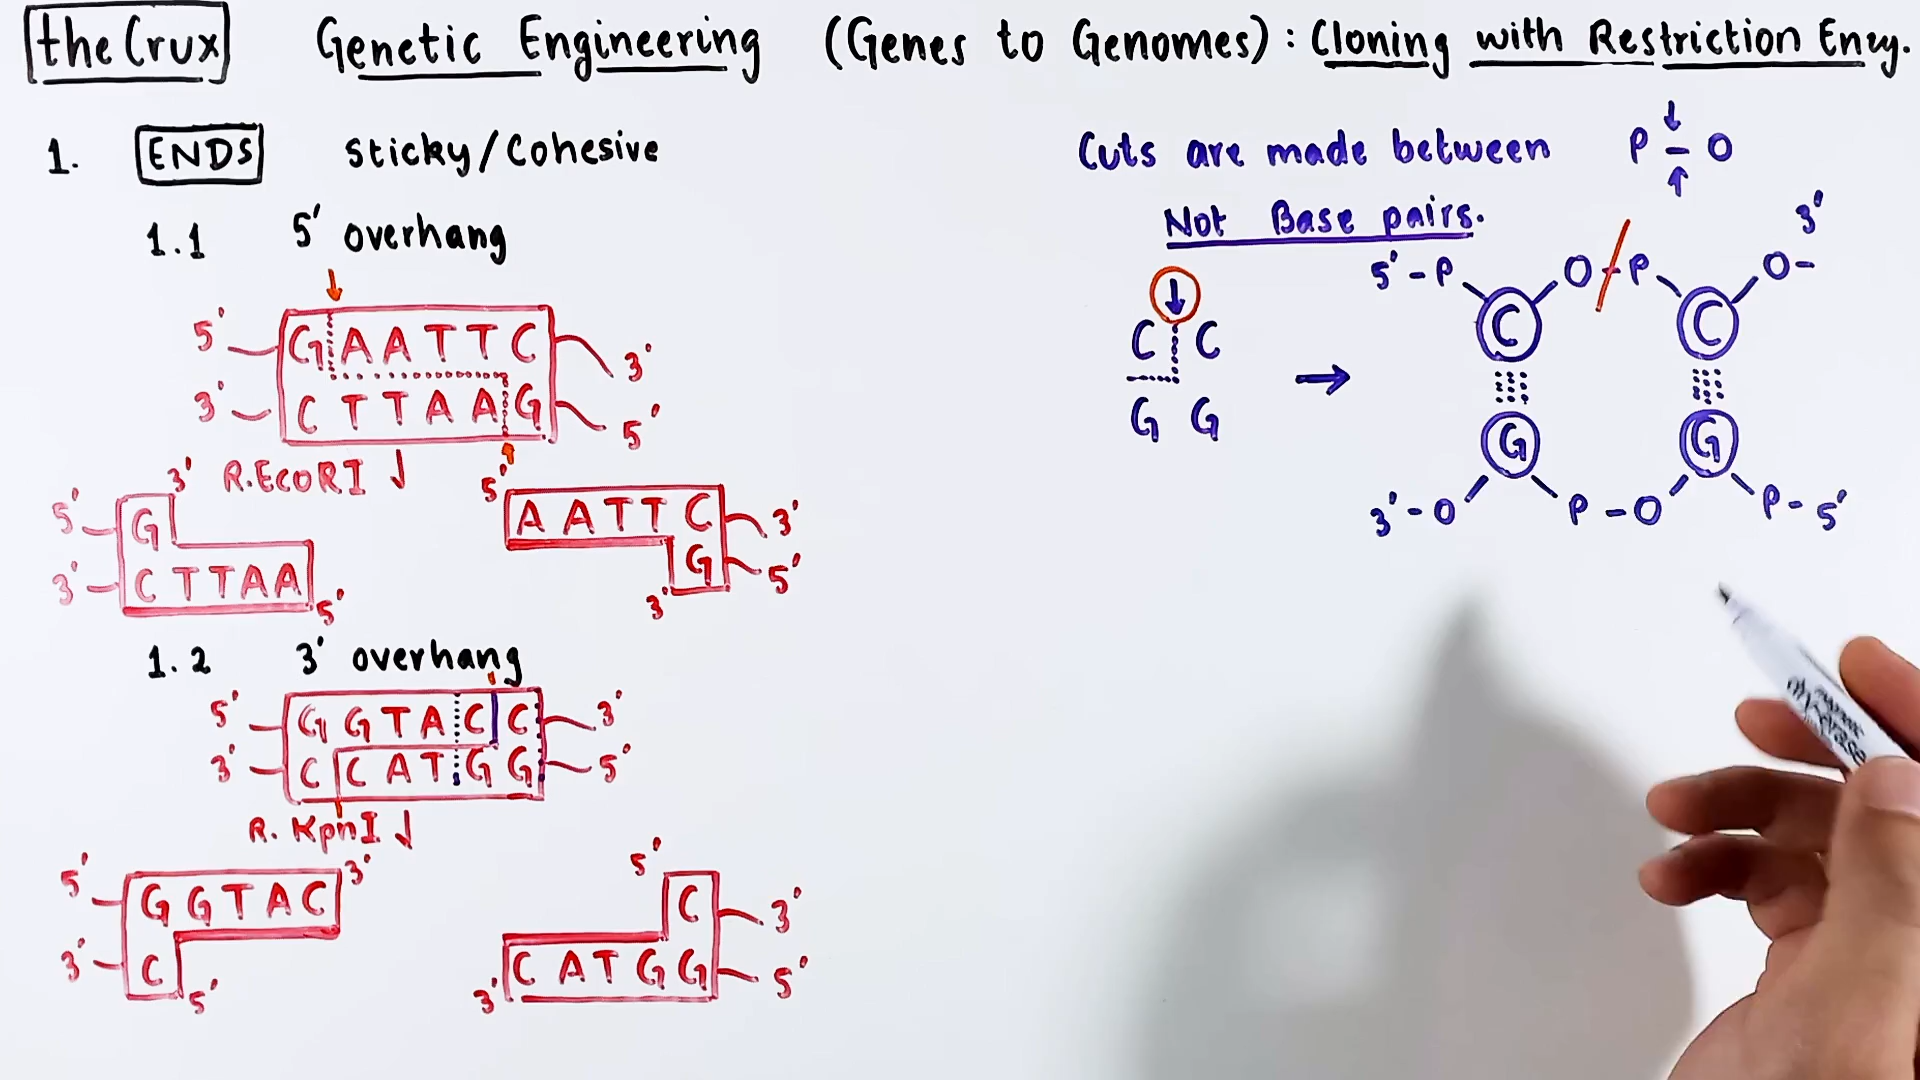 the Crux Genetic Engineering (Genes to Genomes) : Cloning with Restriction Enzy.
1. ENDS Sticky/Cohesive
1.1 5' overhang
5' G A A T T C 3'
3' C T T A A G 5'
R.EcoRI
5' G 3'
3' C T T A A 5'
5' A A T T C 3'
3' G 5'
1.2 3' overhang
5' G G T A C C 3'
3' C C A T G G 5'
R. KpnI
5' G G T A C 3'
3' C 5'
5' C 3'
3' C A T G G 5'
Cuts are made between P - O
Not Base pairs.
C C
G G
5' - P C O - P C O - 3'
3' - O G P - O G P - 5'